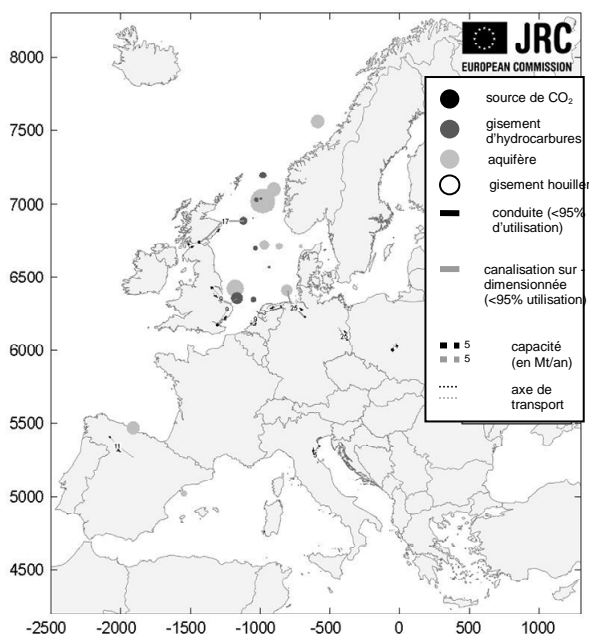 JRC
EUROPEAN COMMISSION
source de CO₂
gisement
d'hydrocarbures
aquifère
gisement houiller
conduite (<95%
d'utilisation)
canalisation sur -
dimensionnée
(<95% utilisation)
5
5
capacité
(en Mt/an)
axe de
transport
8000
7500
7000
6500
6000
5500
5000
4500
-2500
-2000
-1500
-1000
-500
0
500
1000
17
25
11